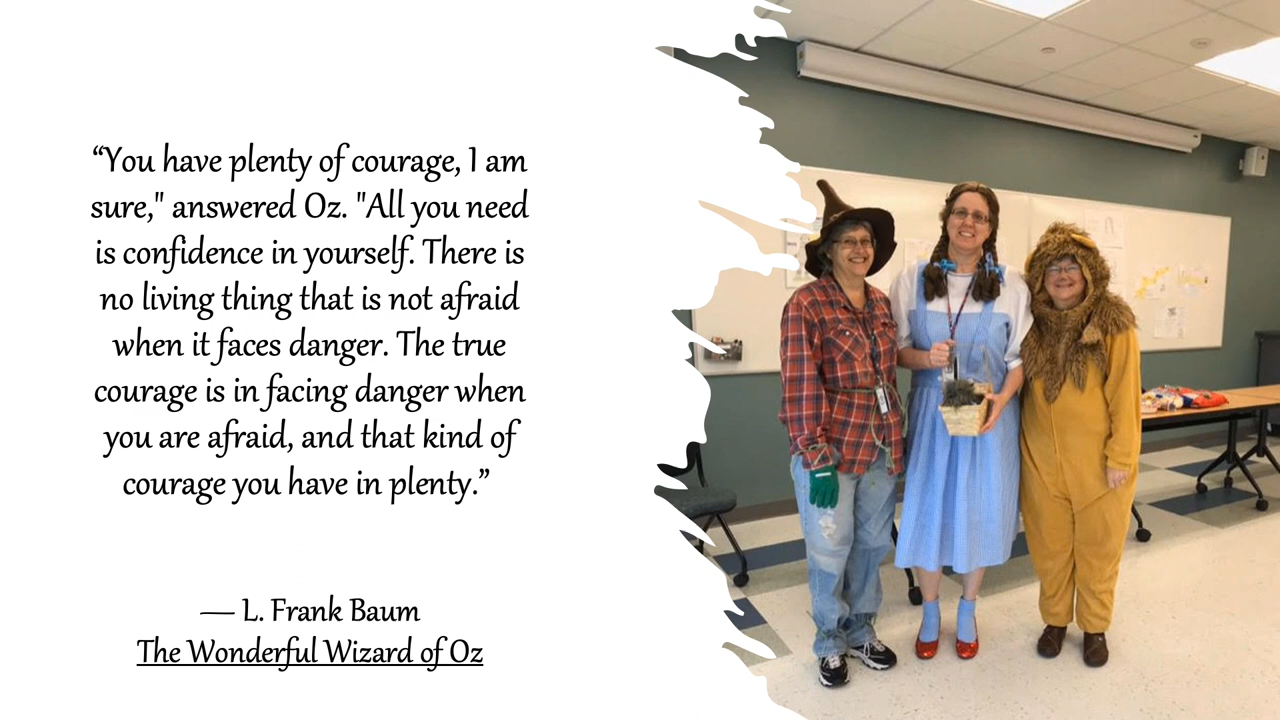 “You have plenty of courage, I am
sure," answered Oz. "All you need
is confidence in yourself. There is
no living thing that is not afraid
when it faces danger. The true
courage is in facing danger when
you are afraid, and that kind of
courage you have in plenty.”
— L. Frank Baum
The Wonderful Wizard of Oz